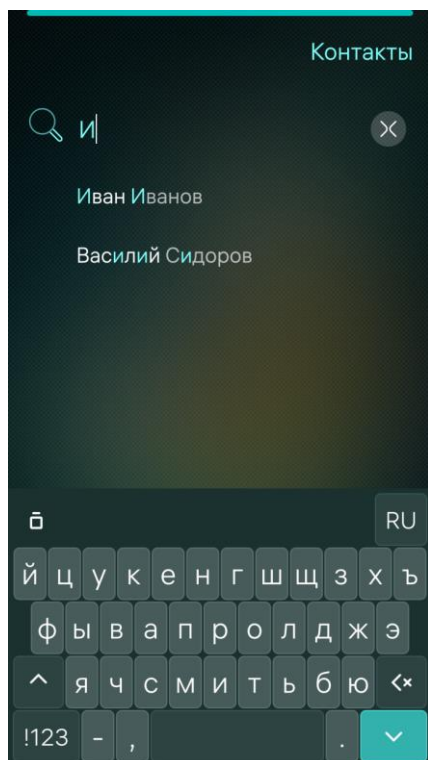 Контакты
И
Иван Иванов
Василий Сидоров
RU
й ц у к е н г ш щ з х ъ
ф ы в а п р о л д ж э
я ч с м и т ь б ю
!123 - , .